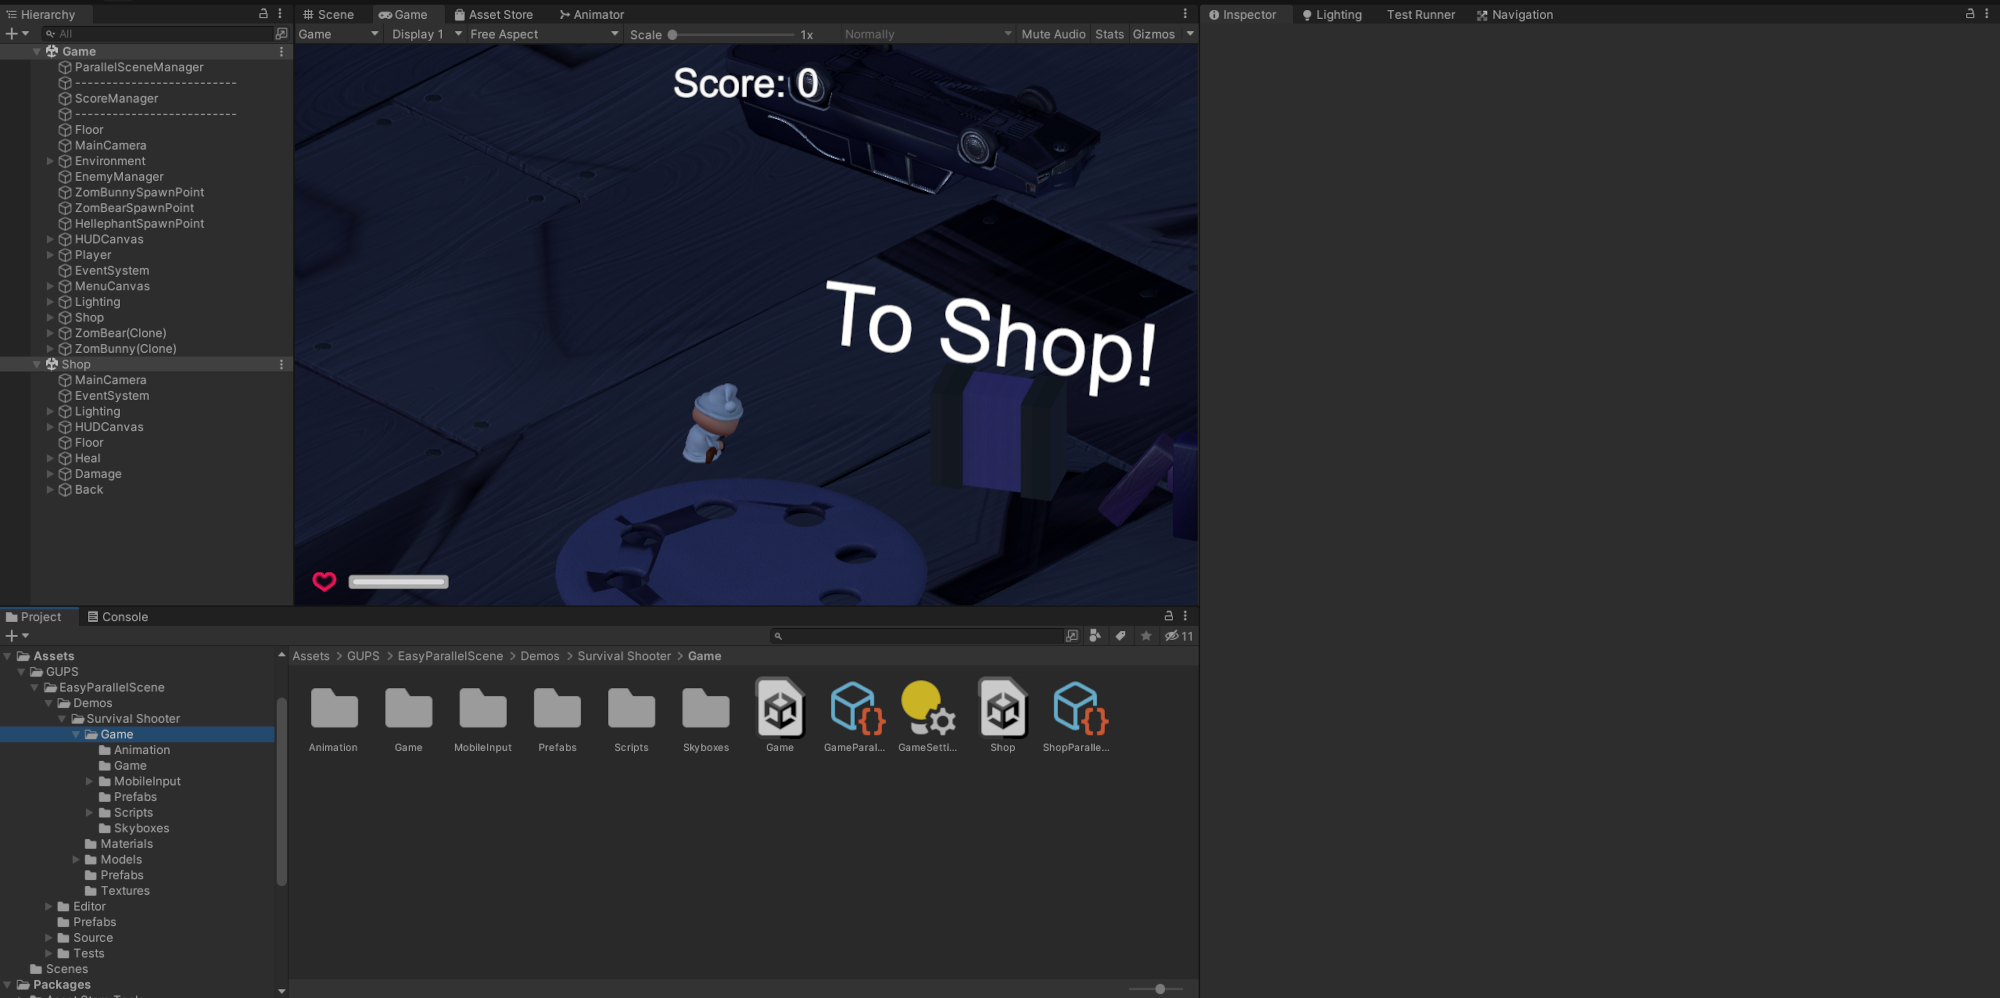 Hierarchy
Scene
Game
Asset Store
Animator
Inspector
Lighting
Test Runner
Navigation
All
Game
Display 1
Free Aspect
Scale
1x
Normally
Mute Audio
Stats
Gizmos
Game
ParallelSceneManager
---------------------------
ScoreManager
---------------------------
Floor
MainCamera
Environment
EnemyManager
ZomBunnySpawnPoint
ZomBearSpawnPoint
HellephantSpawnPoint
HUDCanvas
Player
EventSystem
MenuCanvas
Lighting
Shop
ZomBear(Clone)
ZomBunny(Clone)
Shop
MainCamera
EventSystem
Lighting
HUDCanvas
Floor
Heal
Damage
Back
Score: 0
To Shop!
Project
Console
11
Assets
GUPS
EasyParallelScene
Demos
Survival Shooter
Game
Animation
Game
MobileInput
Prefabs
Scripts
Skyboxes
Materials
Models
Prefabs
Textures
Editor
Prefabs
Source
Tests
Scenes
Packages
Assets > GUPS > EasyParallelScene > Demos > Survival Shooter > Game
Animation
Game
MobileInput
Prefabs
Scripts
Skyboxes
Game
GameParal...
GameSetti...
Shop
ShopParalle...